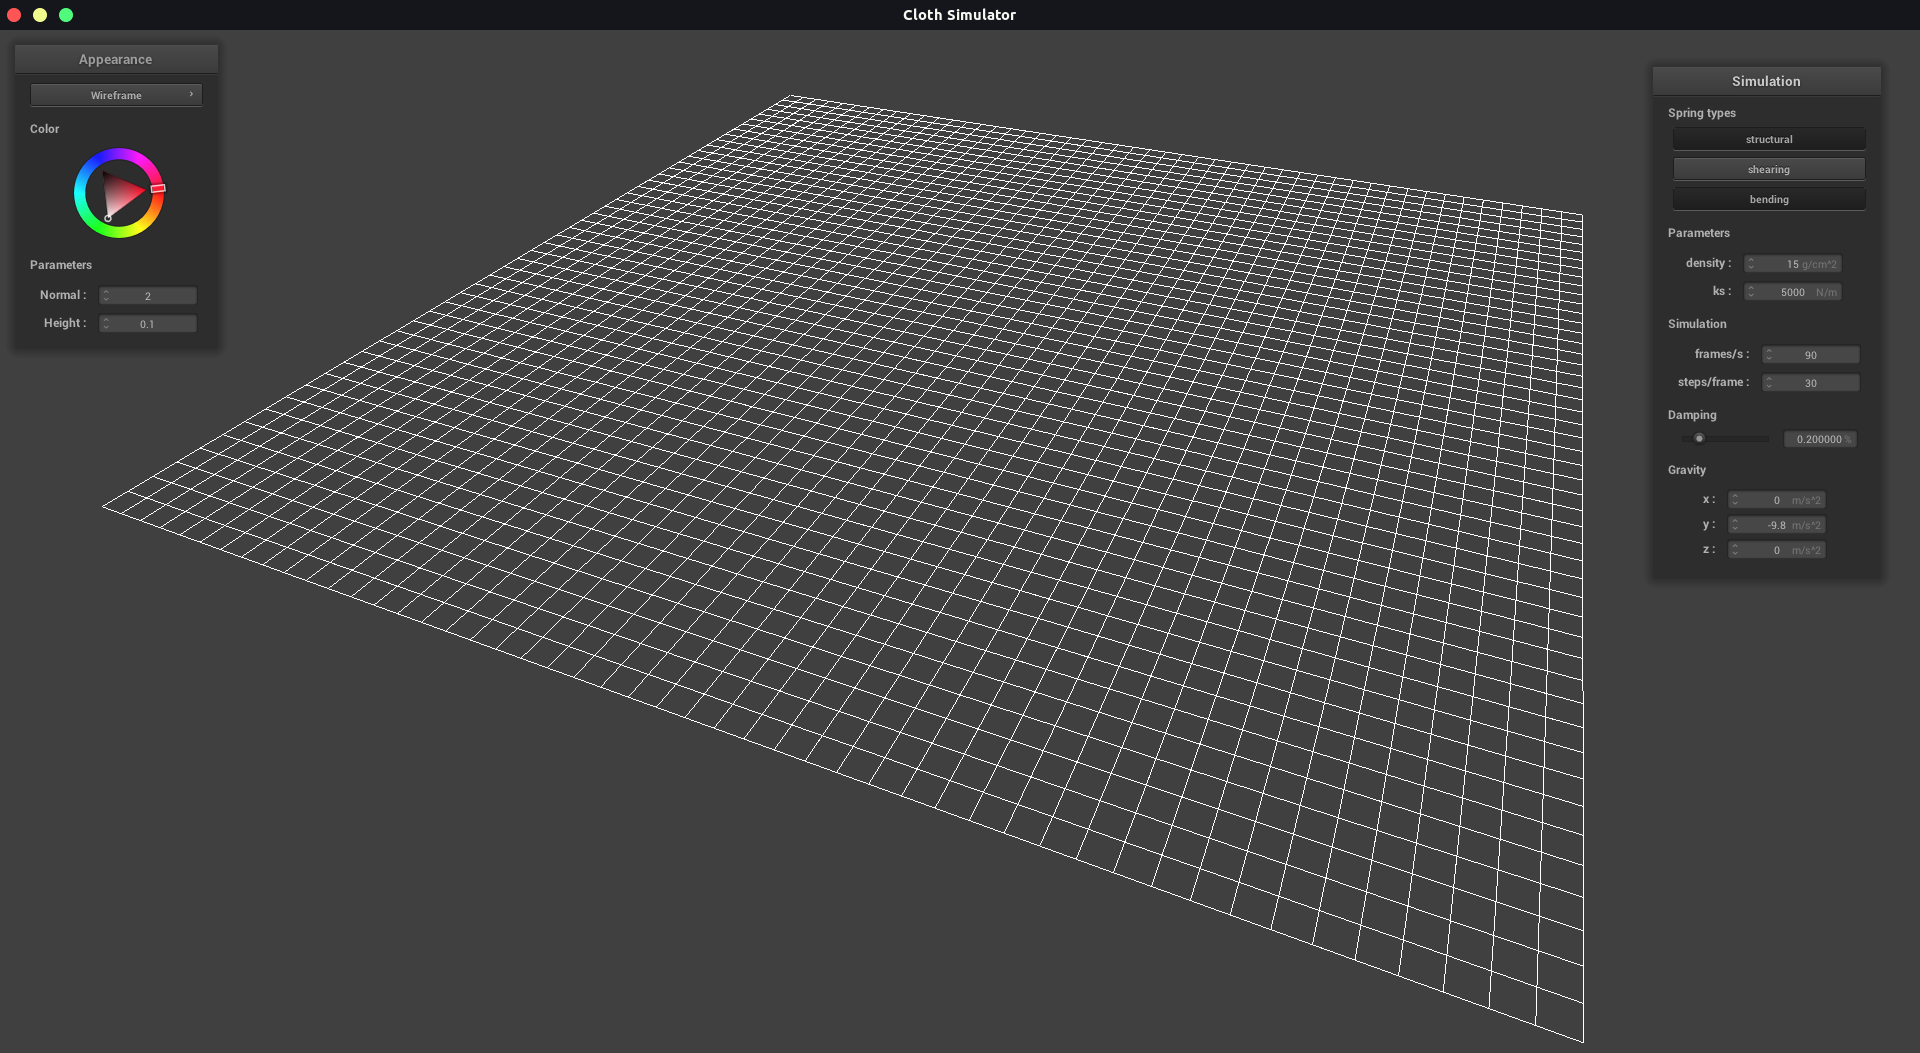 Cloth Simulator
Appearance
Wireframe ›
Color
Parameters
Normal : 2
Height : 0.1
Simulation
Spring types
structural
shearing
bending
Parameters
density : 15 g/cm^2
ks : 5000 N/m
Simulation
frames/s : 90
steps/frame : 30
Damping
0.200000 %
Gravity
x : 0 m/s^2
y : -9.8 m/s^2
z : 0 m/s^2